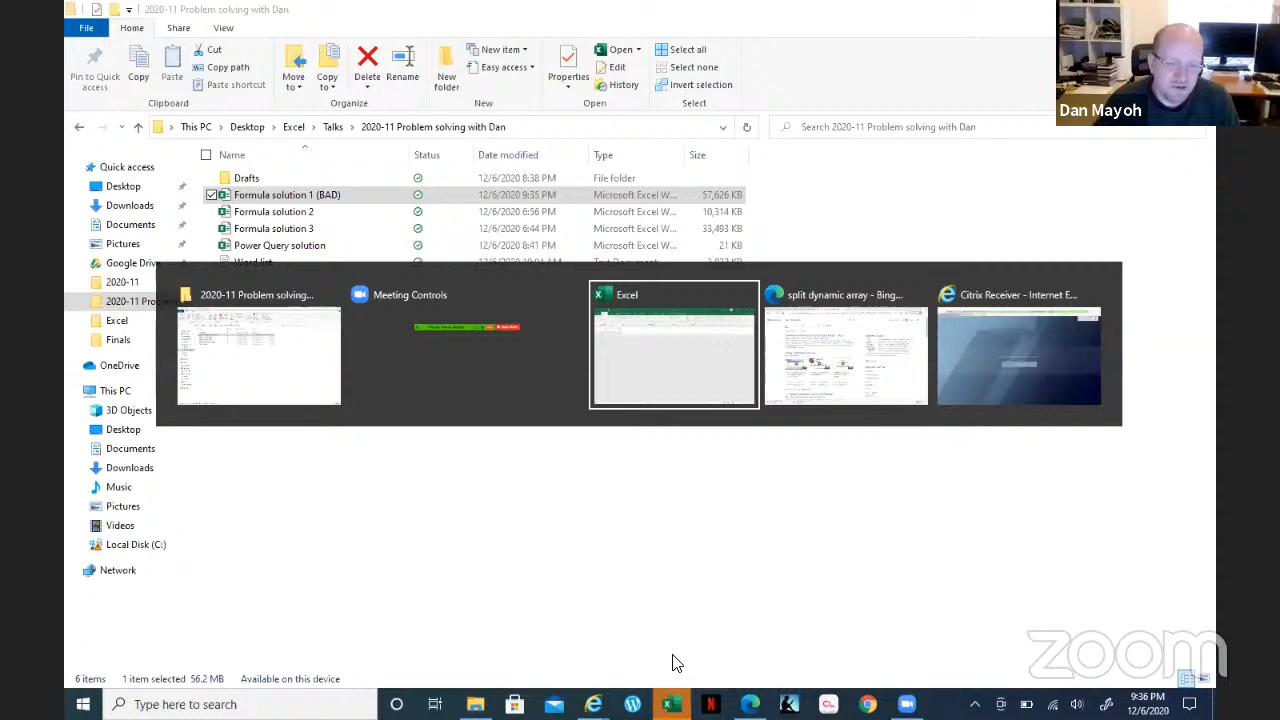 2020-11 Problem solving with Dan
File Home Share View
Pin to Quick access
Copy
Paste
Cut
Copy path
Paste shortcut
Clipboard
Move to
Copy to
Delete
Rename
Organize
New folder
New item
Easy access
New
Properties
Open
Edit
History
Open
Select all
Select none
Invert selection
Select
Dan Mayoh
This PC Desktop Excel Talks 2020-11 Problem solving with Dan
Search 2020-11 Problem solving with Dan
Name Status Date modified Type Size
Drafts 12/6/2020 8:38 PM File folder
Formula solution 1 (BAD) 12/6/2020 9:35 PM Microsoft Excel W... 57,626 KB
Formula solution 2 12/6/2020 6:56 PM Microsoft Excel W... 10,314 KB
Formula solution 3 12/6/2020 6:44 PM Microsoft Excel W... 33,493 KB
Power Query solution 12/6/2020 8:41 PM Microsoft Excel W... 21 KB
Word list
Quick access
Desktop
Downloads
Documents
Pictures
Google Drive
2020-11
2020-11 Proble
Excel
OneDrive
This PC
3D Objects
Desktop
Documents
Downloads
Music
Pictures
Videos
Local Disk (C:)
Network
2020-11 Problem solving...
Meeting Controls
Excel
split dynamic array - Bing...
Citrix Receiver - Internet E...
6 items 1 item selected 56.2 MB Available on this device
zoom
Type here to search
CL
9:36 PM
12/6/2020